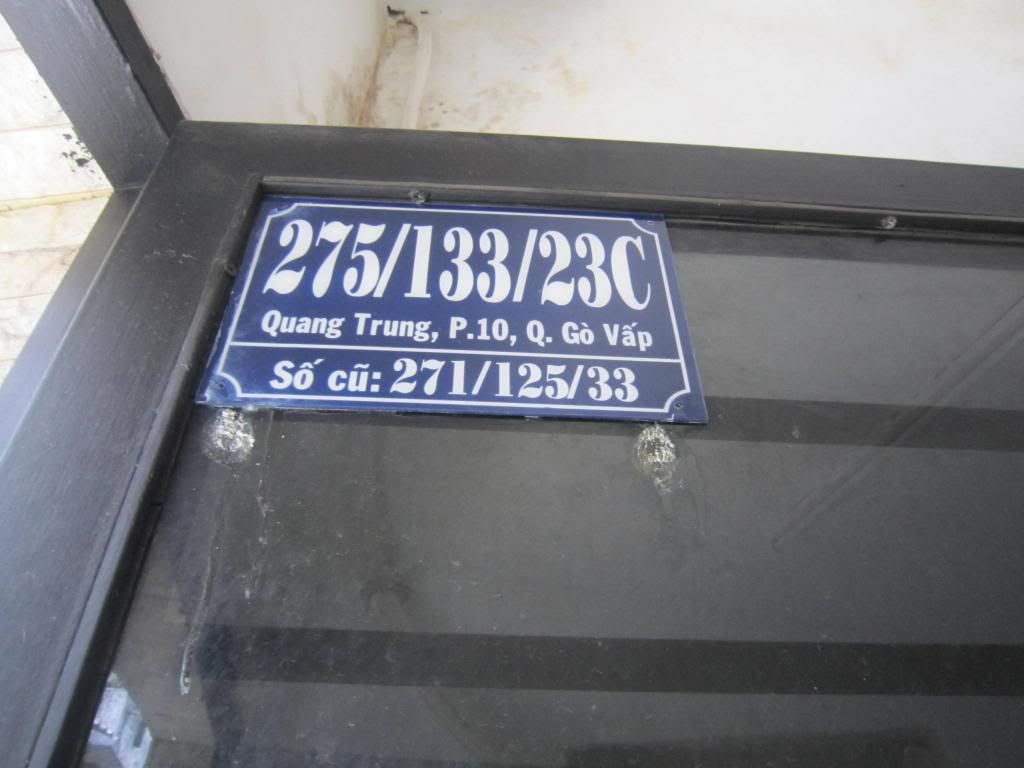 275/133/23C
Quang Trung, P.10, Q. Gò Vấp
Số cũ: 271/125/33